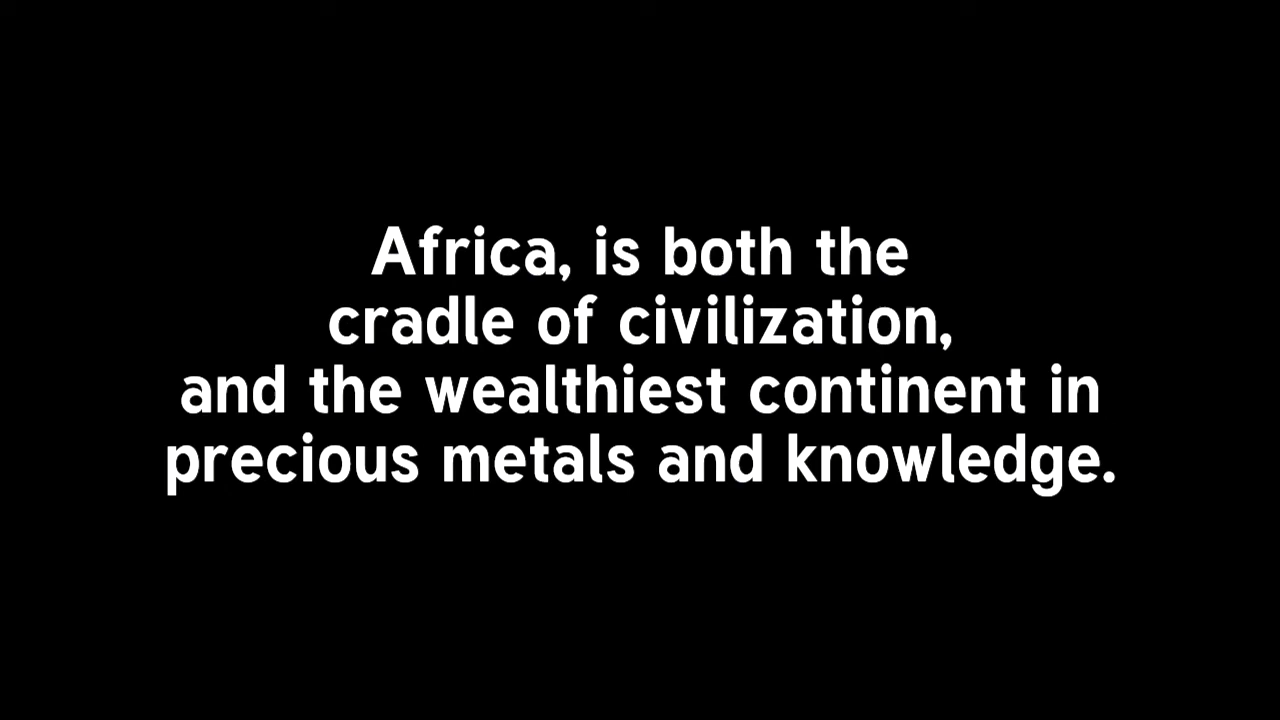 Africa, is both the
cradle of civilization,
and the wealthiest continent in
precious metals and knowledge.